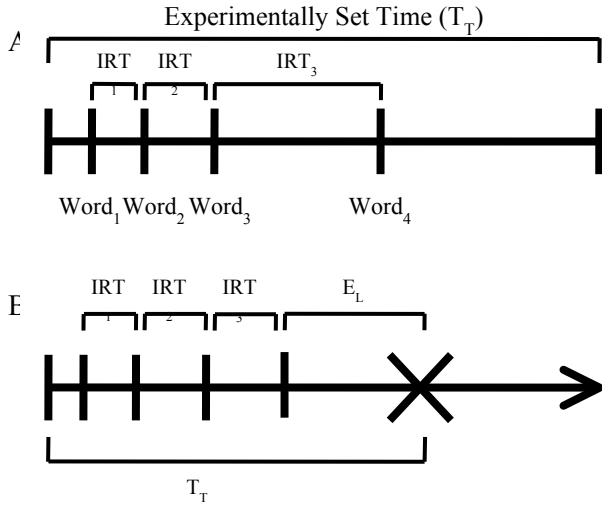 Experimentally Set Time (T_T)
A
IRT_1 IRT_2 IRT_3
Word_1 Word_2 Word_3 Word_4
IRT_1 IRT_2 IRT_3 E_L
T_T